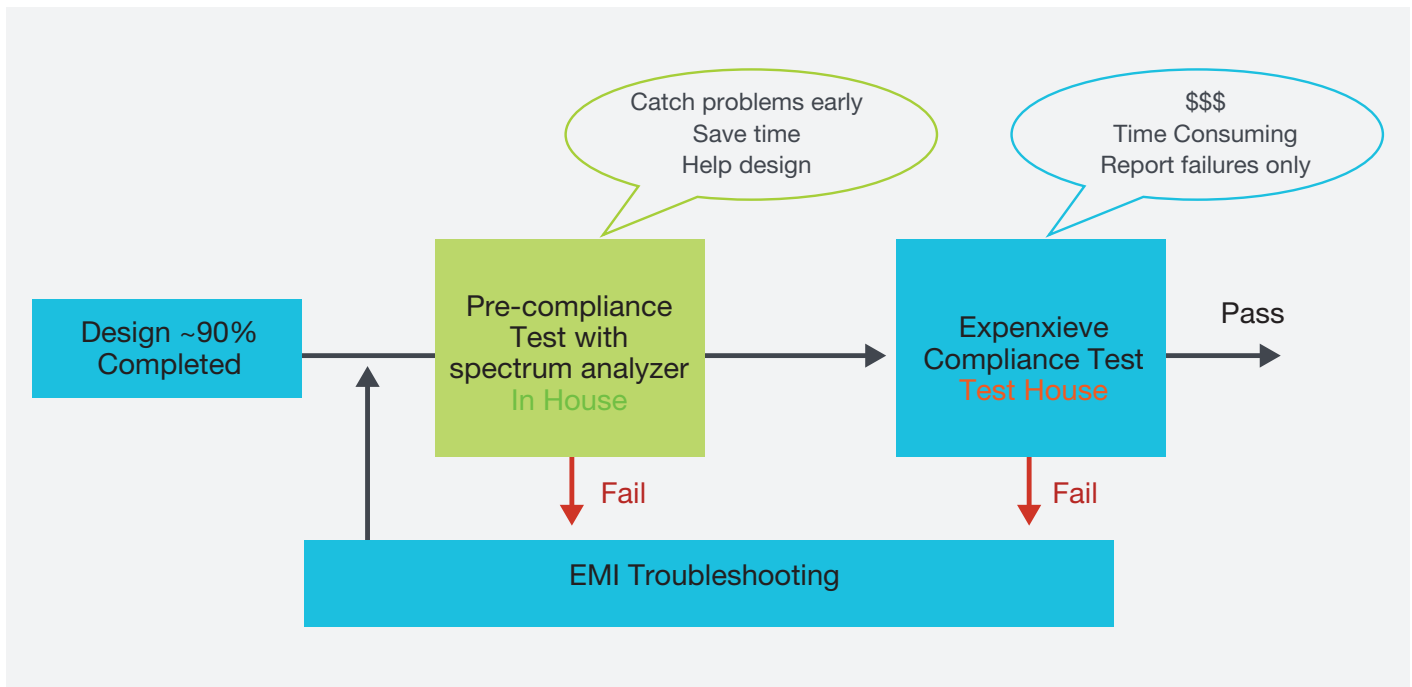 Catch problems early
Save time
Help design
$$$
Time Consuming
Report failures only
Design ~90%
Completed
Pre-compliance
Test with
spectrum analyzer
In House
Expenxieve
Compliance Test
Test House
Pass
Fail
Fail
EMI Troubleshooting